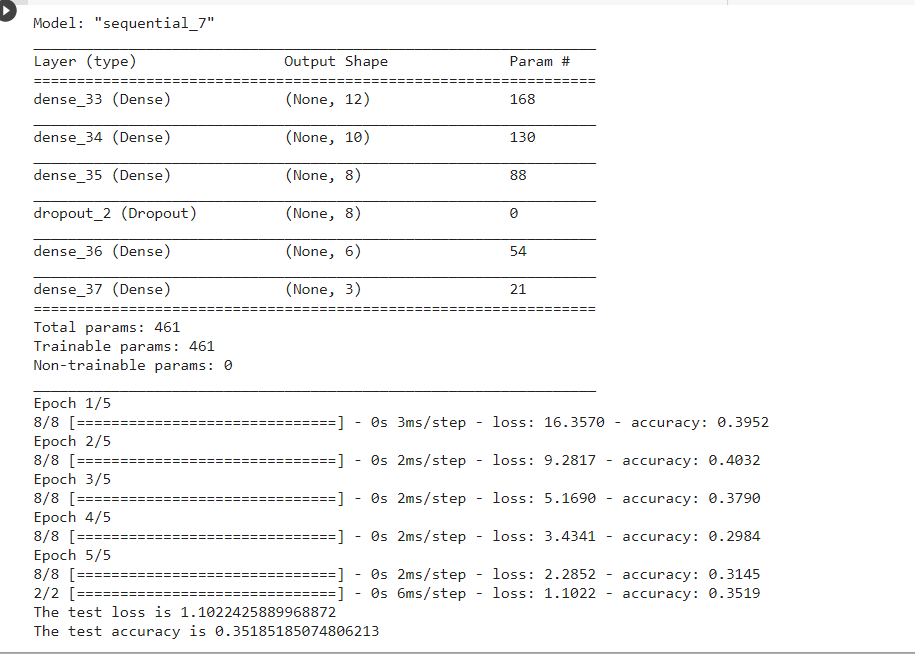 Model: "sequential_7"
_________________________________________________________________
Layer (type)                 Output Shape              Param #
=================================================================
dense_33 (Dense)             (None, 12)                168
_________________________________________________________________
dense_34 (Dense)             (None, 10)                130
_________________________________________________________________
dense_35 (Dense)             (None, 8)                 88
_________________________________________________________________
dropout_2 (Dropout)          (None, 8)                 0
_________________________________________________________________
dense_36 (Dense)             (None, 6)                 54
_________________________________________________________________
dense_37 (Dense)             (None, 3)                 21
=================================================================
Total params: 461
Trainable params: 461
Non-trainable params: 0
_________________________________________________________________
Epoch 1/5
8/8 [==============================] - 0s 3ms/step - loss: 16.3570 - accuracy: 0.3952
Epoch 2/5
8/8 [==============================] - 0s 2ms/step - loss: 9.2817 - accuracy: 0.4032
Epoch 3/5
8/8 [==============================] - 0s 2ms/step - loss: 5.1690 - accuracy: 0.3790
Epoch 4/5
8/8 [==============================] - 0s 2ms/step - loss: 3.4341 - accuracy: 0.2984
Epoch 5/5
8/8 [==============================] - 0s 2ms/step - loss: 2.2852 - accuracy: 0.3145
2/2 [==============================] - 0s 6ms/step - loss: 1.1022 - accuracy: 0.3519
The test loss is 1.1022425889968872
The test accuracy is 0.35185185074806213